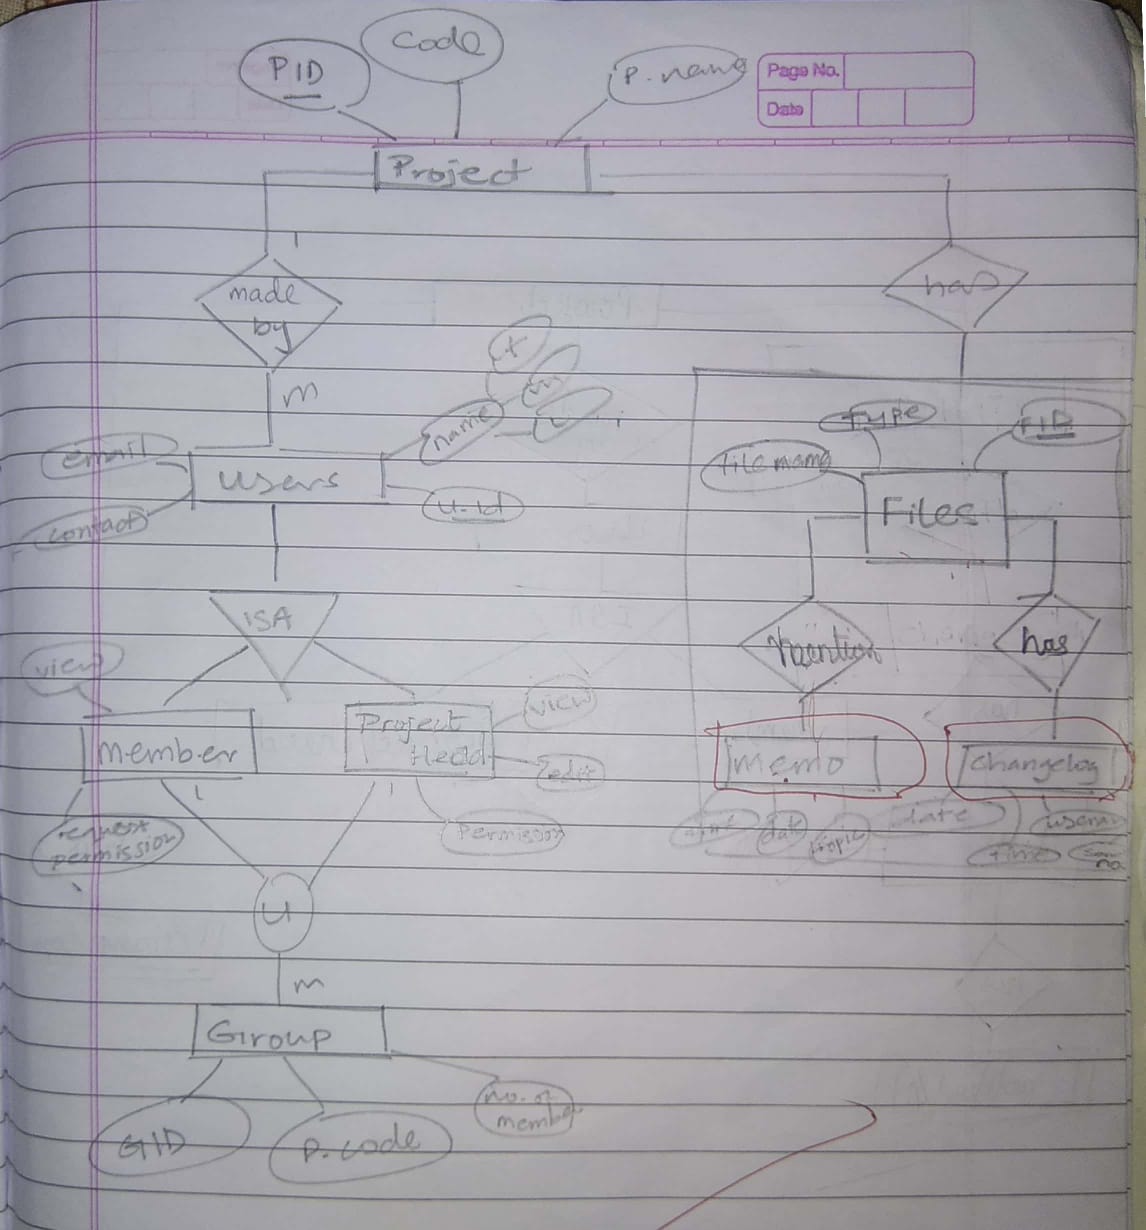 Code
PID
P.name
Page No.
Date
Project
1
made
by
has
m
name
type
FID
email
file name
Users
U-Id
contact
Files
ISA
has
view
view
Project
Head
member
memo
Changelog
edit
1
1
request
permission
Permission
date
topic
date
time
no.
U
m
Group
no. of
member
GID
P.code